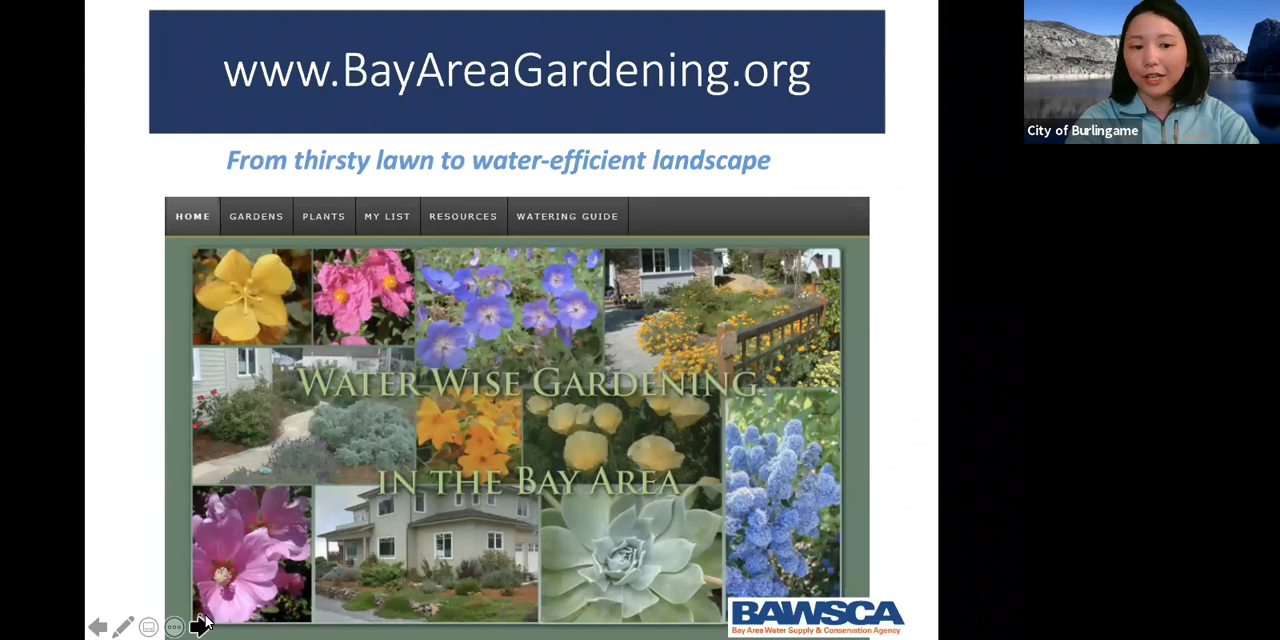 www.BayAreaGardening.org
From thirsty lawn to water-efficient landscape
HOME GARDENS PLANTS MY LIST RESOURCES WATERING GUIDE
WATER WISE GARDENING
IN THE BAY AREA
BAWSCA
Bay Area Water Supply & Conservation Agency
City of Burlingame